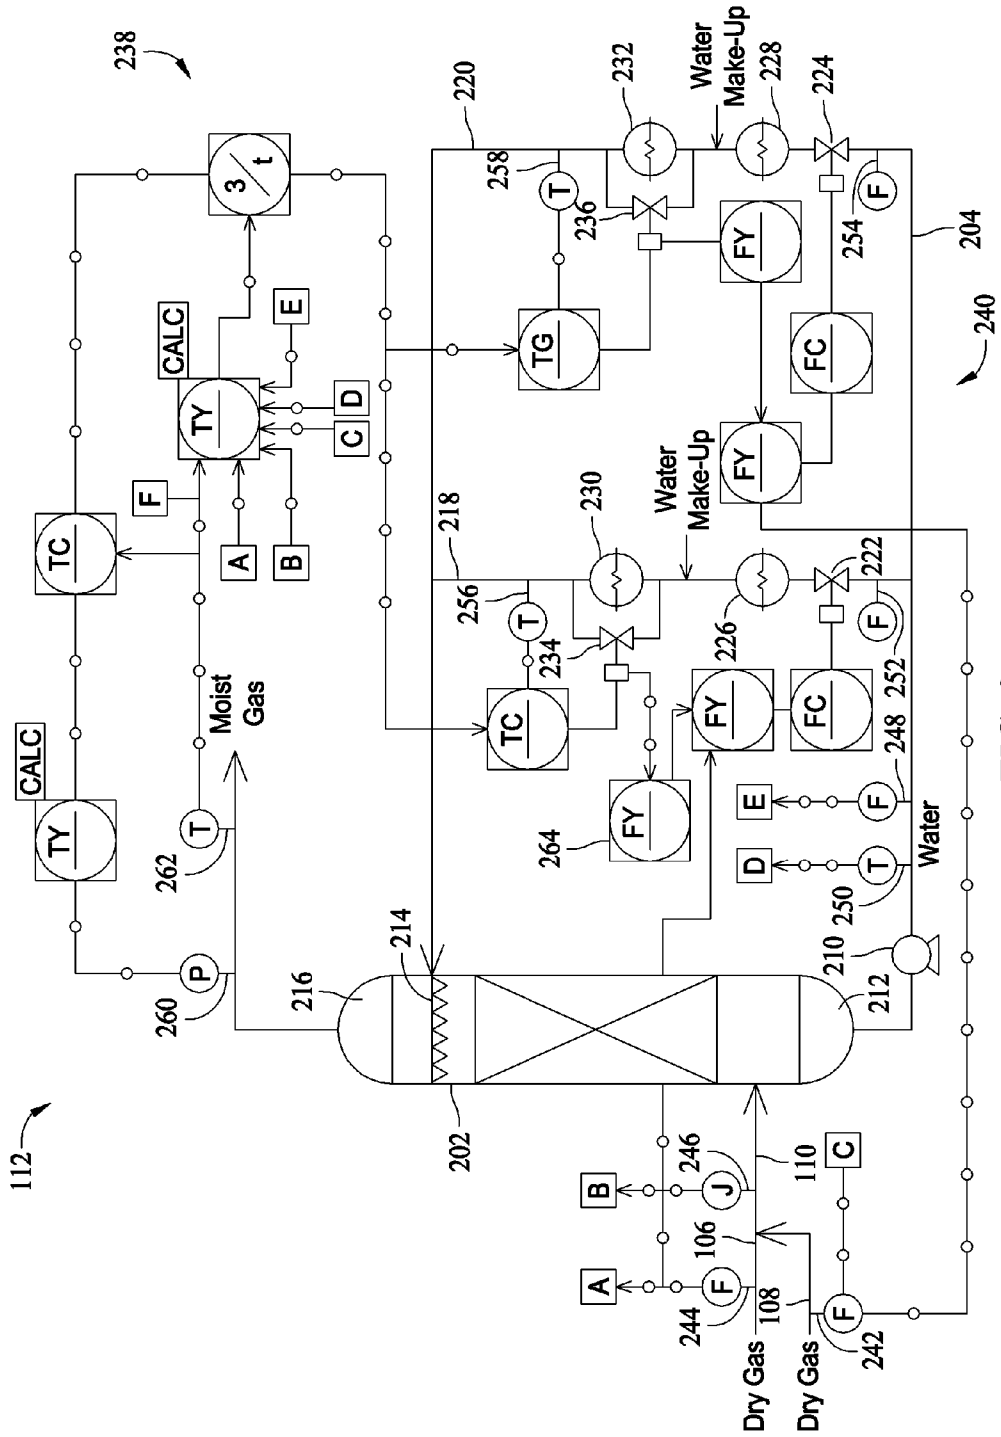 112
CALC
TY
TC
238
260
262
F
CALC
P
T
TY
3/t
Moist
Gas
A
B
C
D
E
216
214
218
220
202
256
258
TC
T
TG
T
264
234
236
230
232
A
B
FY
Water
Make-Up
Water
Make-Up
244
F
106
246
J
FY
226
FY
FY
228
Dry Gas
108
D
E
110
Dry Gas
FC
222
FC
224
242
F
C
212
250
T
F
248
252
F
254
F
210
Water
204
240